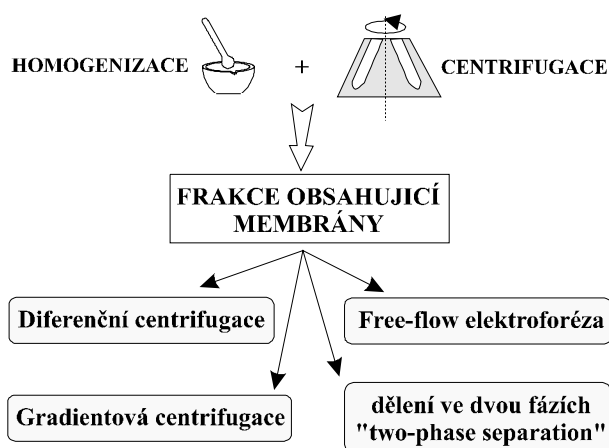 HOMOGENIZACE + CENTRIFUGACE
FRAKCE OBSAHUJICÍ
MEMBRÁNY
Diferenční centrifugace
Free-flow elektroforéza
Gradientová centrifugace
dělení ve dvou fázích
"two-phase separation"